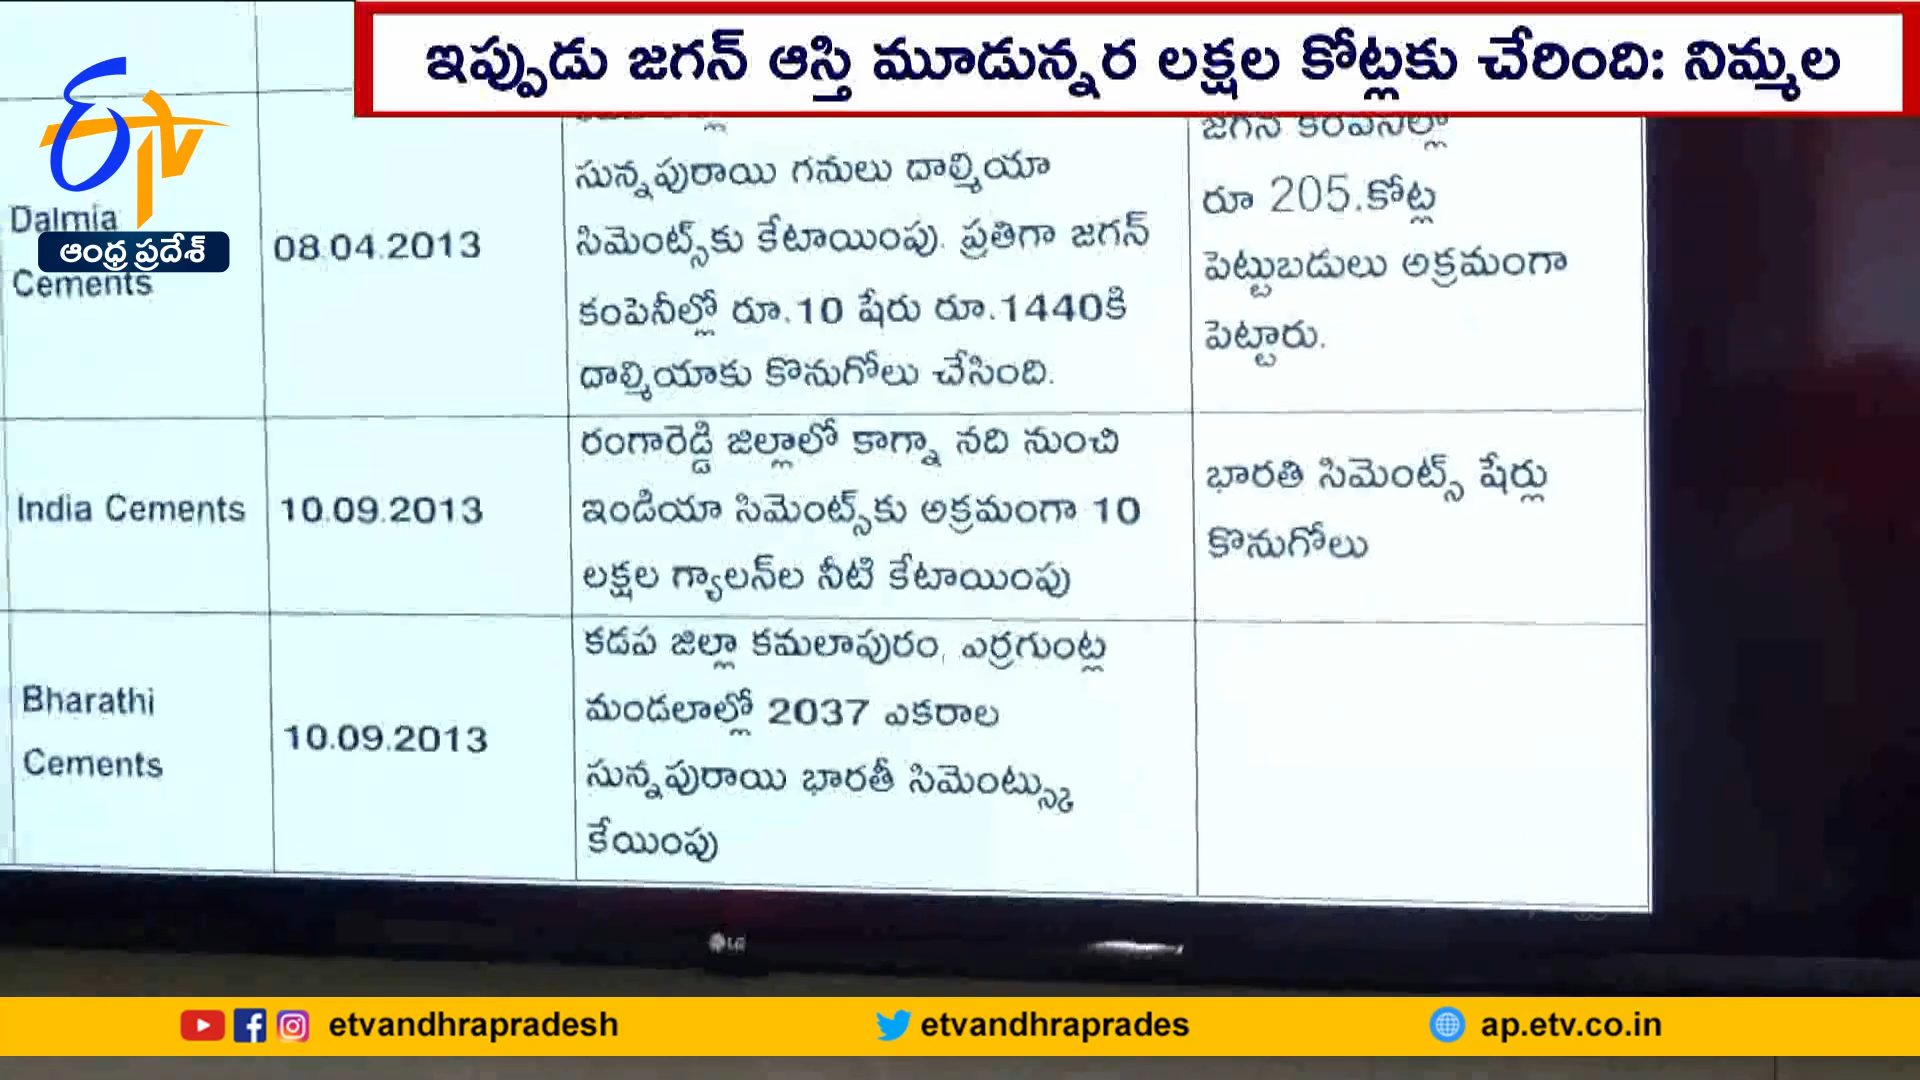 ఇప్పుడు జగన్ ఆస్తి మూడున్నర లక్షల కోట్లకు చేరింది: నిమ్మల
etv
ఆంధ్ర ప్రదేశ్
Dalmia
Cements
08.04.2013
సున్నపురాయి గనులు దాల్మియా
సిమెంట్స్‌కు కేటాయింపు. ప్రతిగా జగన్
కంపెనీల్లో రూ.10 షేరు రూ.1440కి
దాల్మియాకు కొనుగోలు చేసింది.
జగన్ కంపెనీల్లో
రూ 205.కోట్ల
పెట్టుబడులు అక్రమంగా
పెట్టారు.
India Cements
10.09.2013
రంగారెడ్డి జిల్లాలో కాగ్నా నది నుంచి
ఇండియా సిమెంట్స్‌కు అక్రమంగా 10
లక్షల గ్యాలన్‌ల నీటి కేటాయింపు
భారతి సిమెంట్స్ షేర్లు
కొనుగోలు
Bharathi
Cements
10.09.2013
కడప జిల్లా కమలాపురం, ఎర్రగుంట్ల
మండలాల్లో 2037 ఎకరాల
సున్నపురాయి భారతీ సిమెంట్స్కు
కేయింపు
LG
etvandhrapradesh
etvandhraprades
ap.etv.co.in